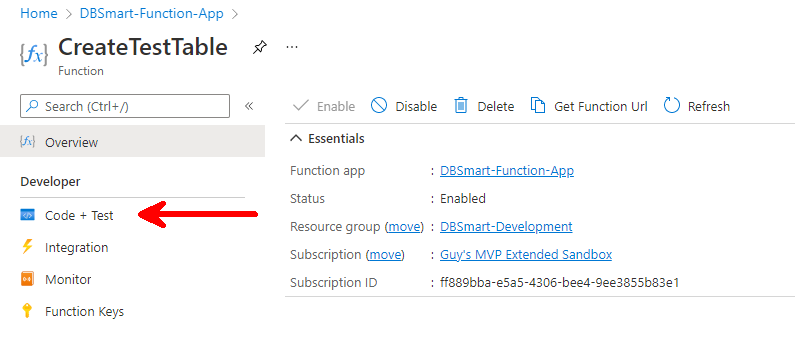 Home > DBSmart-Function-App >
{fx} CreateTestTable ...
Function
Search (Ctrl+/) «
{fx} Overview
Developer
Code + Test
Integration
Monitor
Function Keys
Enable Disable Delete Get Function Url Refresh
Essentials
Function app : DBSmart-Function-App
Status : Enabled
Resource group (move) : DBSmart-Development
Subscription (move) : Guy's MVP Extended Sandbox
Subscription ID : ff889bba-e5a5-4306-bee4-9ee3855b83e1